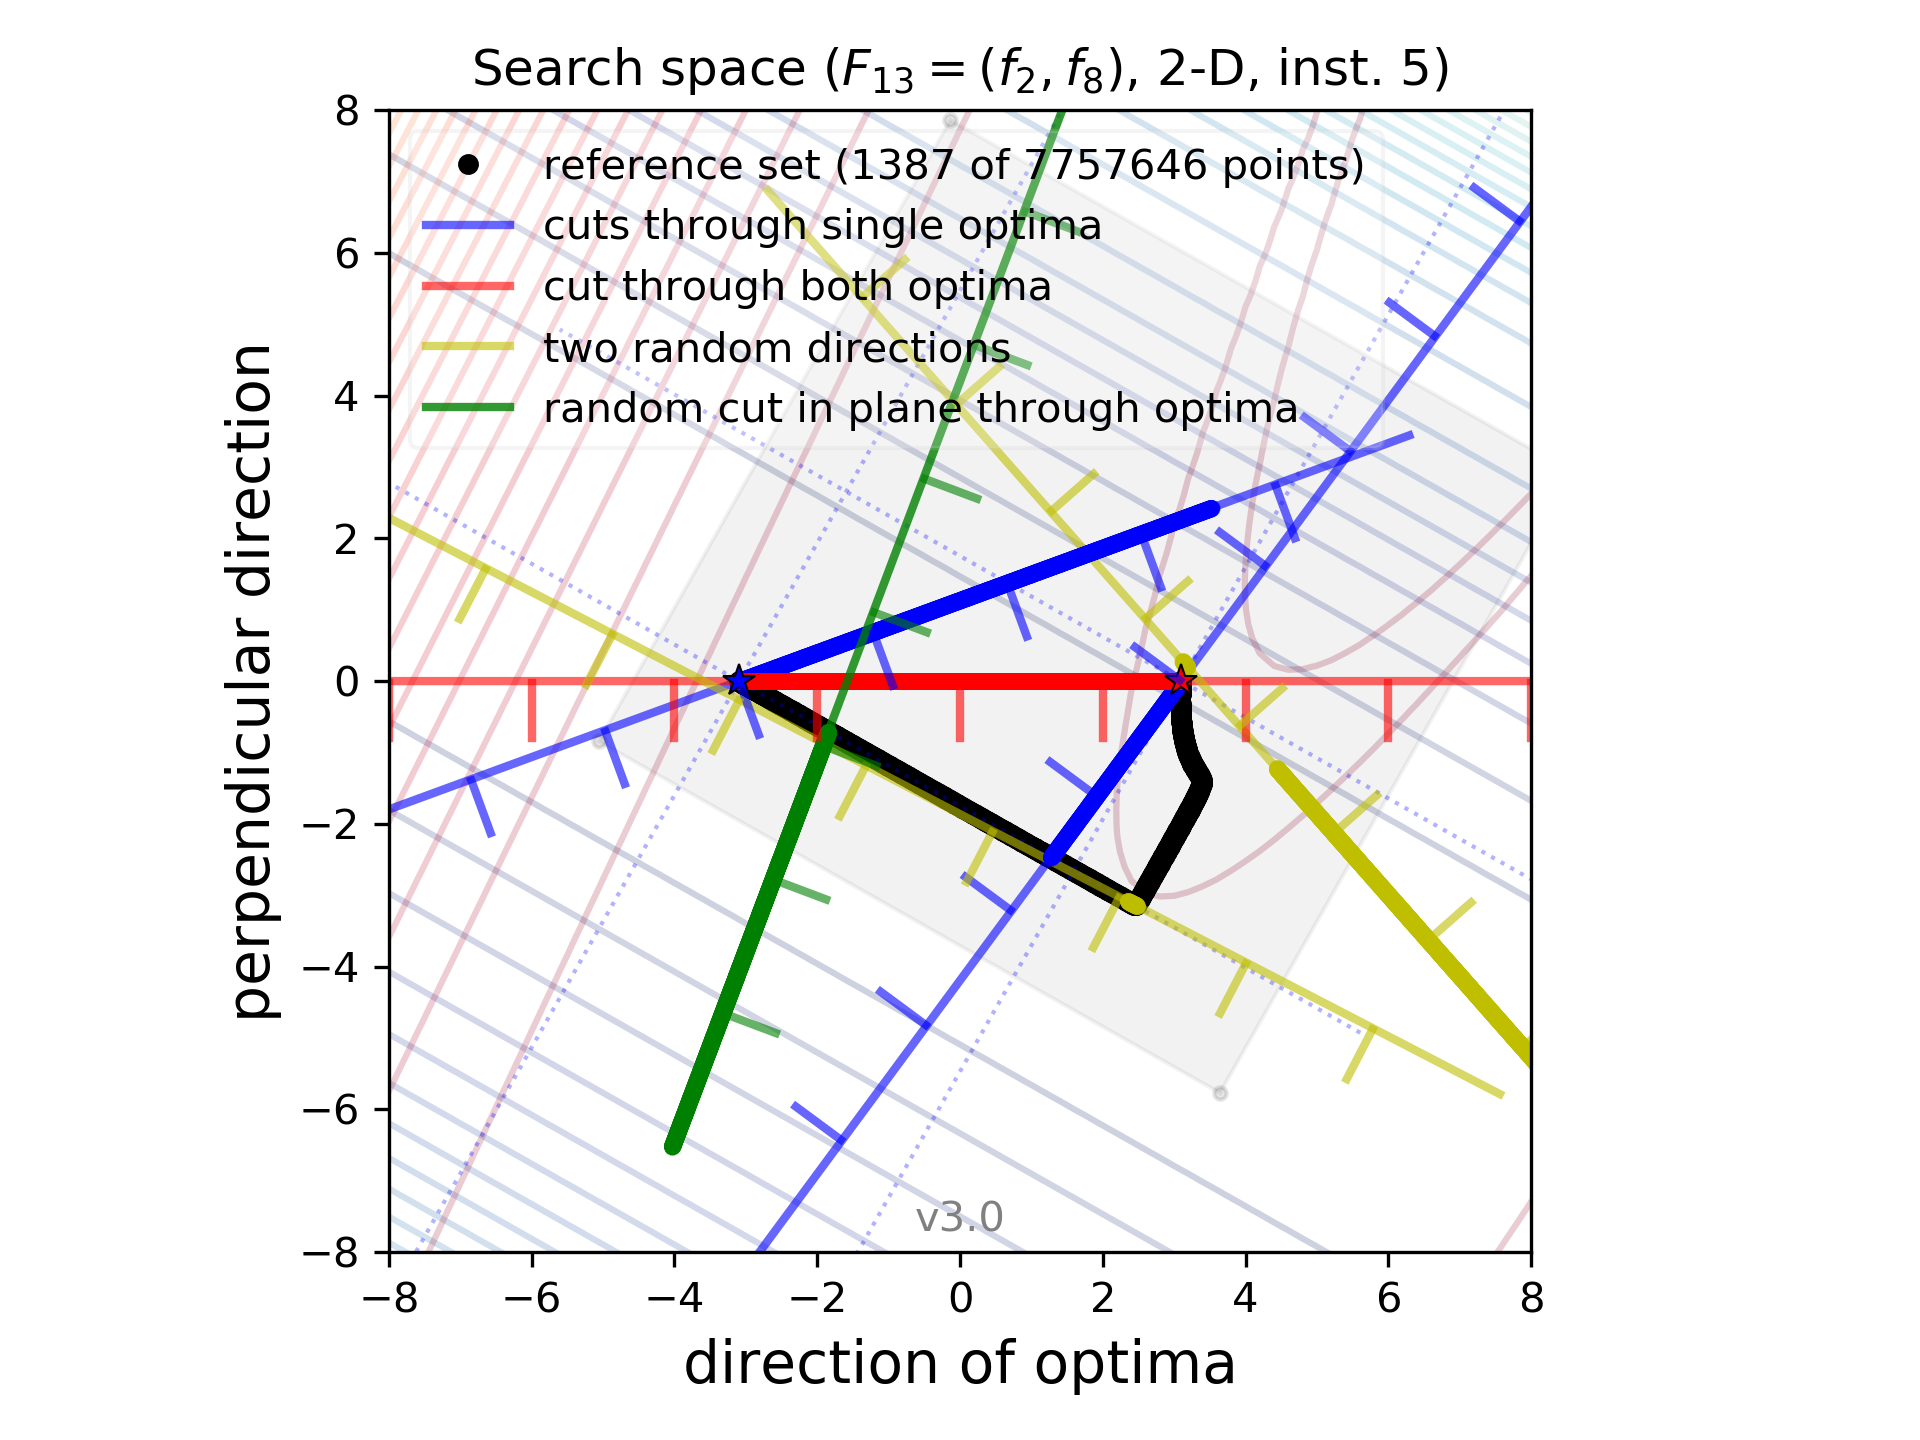 Search space (F13 = (f2, f8), 2-D, inst. 5)
reference set (1387 of 7757646 points)
cuts through single optima
cut through both optima
two random directions
random cut in plane through optima
8
6
4
2
0
−2
−4
−6
−8
perpendicular direction
v3.0
−8 −6 −4 −2 0 2 4 6 8
direction of optima